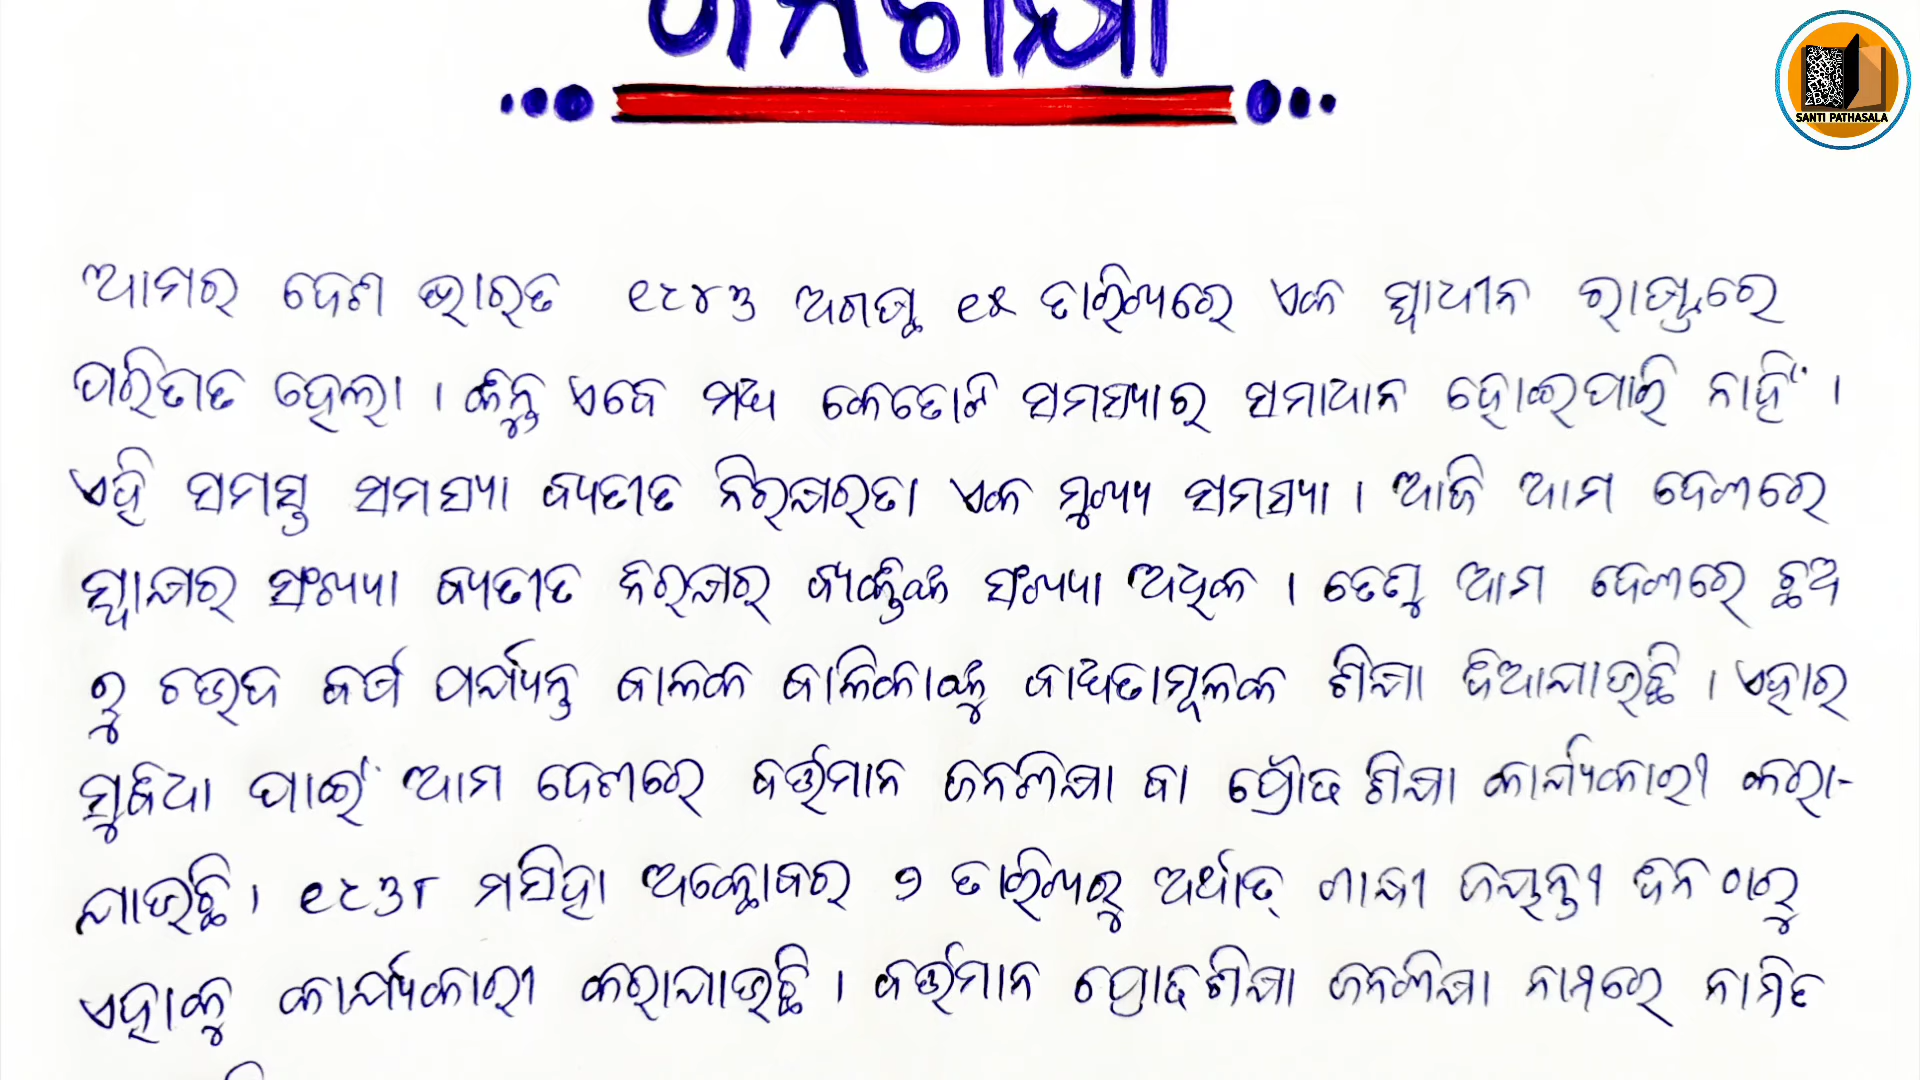 ଜନଶିକ୍ଷା
SANTI PATHASALA
ଆମର ଦେଶ ଭାରତ ୧୯୪୭ ଅଗଷ୍ଟ ୧୫ ତାରିଖରେ ଏକ ସ୍ୱାଧୀନ ରାଷ୍ଟ୍ରରେ
ପରିଣତ ହେଲା । କିନ୍ତୁ ଏବେ ମଧ୍ୟ କେତୋଟି ସମସ୍ୟାର ସମାଧାନ ହୋଇପାରି ନାହିଁ ।
ଏହି ସମସ୍ତ ସମସ୍ୟା ବ୍ୟତୀତ ନିରକ୍ଷରତା ଏକ ମୁଖ୍ୟ ସମସ୍ୟା । ଆଜି ଆମ ଦେଶରେ
ସ୍ୱାକ୍ଷର ସଂଖ୍ୟା ବ୍ୟତୀତ ନିରକ୍ଷର ବ୍ୟକ୍ତିଙ୍କ ସଂଖ୍ୟା ଅଧିକ । ତେଣୁ ଆମ ଦେଶରେ ଛଅ
ରୁ ଚଉଦ ବର୍ଷ ପର୍ଯ୍ୟନ୍ତ ବାଳକ ବାଳିକାଙ୍କୁ ବାଧ୍ୟତାମୂଳକ ଶିକ୍ଷା ଦିଆଯାଉଛି । ଏହାର
ସୁବିଧା ପାଇଁ ଆମ ଦେଶରେ ବର୍ତ୍ତମାନ ଜନଶିକ୍ଷା ବା ପ୍ରୌଢ ଶିକ୍ଷା କାର୍ଯ୍ୟକାରୀ କରା-
ଯାଉଛି । ୧୯୭୮ ମସିହା ଅକ୍ଟୋବର ୨ ତାରିଖରୁ ଅର୍ଥାତ୍ ଗାନ୍ଧୀ ଜୟନ୍ତୀ ଦିନ ଠାରୁ
ଏହାକୁ କାର୍ଯ୍ୟକାରୀ କରାଯାଉଛି । ବର୍ତ୍ତମାନ ପ୍ରୋଢଶିକ୍ଷା ଜନଶିକ୍ଷା ନାମରେ ନାମିତ